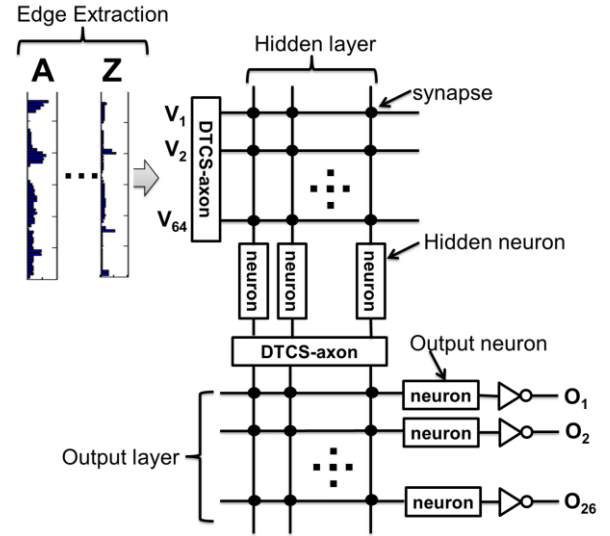 Edge Extraction
A
Z
Hidden layer
synapse
V1
V2
V64
DTCS-axon
Hidden neuron
neuron
neuron
neuron
DTCS-axon
Output neuron
neuron
O1
neuron
O2
Output layer
neuron
O26